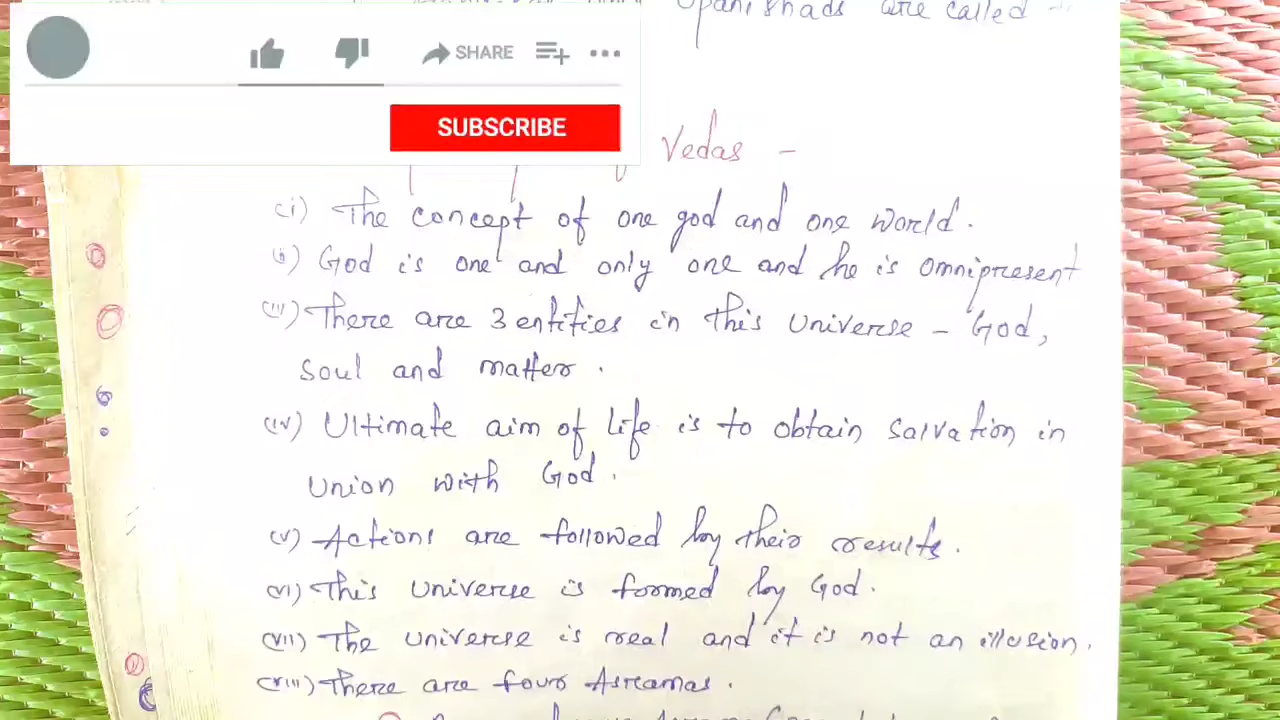 Upanishads are called -
SHARE
SUBSCRIBE
Vedas -
(i) The concept of one god and one world.
(ii) God is one and only one and he is omnipresent
(iii) There are 3 entities in this universe - God,
soul and matter.
(iv) Ultimate aim of life is to obtain salvation in
union with God.
(v) Actions are followed by their results.
(vi) This universe is formed by God.
(vii) The universe is real and it is not an illusion.
(viii) There are four Asramas.